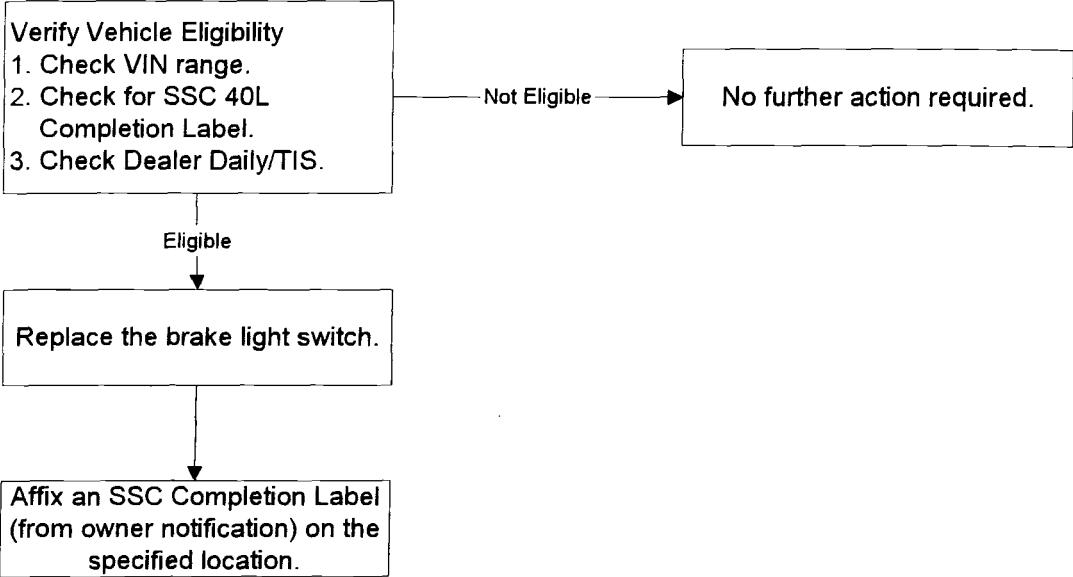 Verify Vehicle Eligibility
1. Check VIN range.
2. Check for SSC 40L
Completion Label.
3. Check Dealer Daily/TIS.
Not Eligible
No further action required.
Eligible
Replace the brake light switch.
Affix an SSC Completion Label
(from owner notification) on the
specified location.